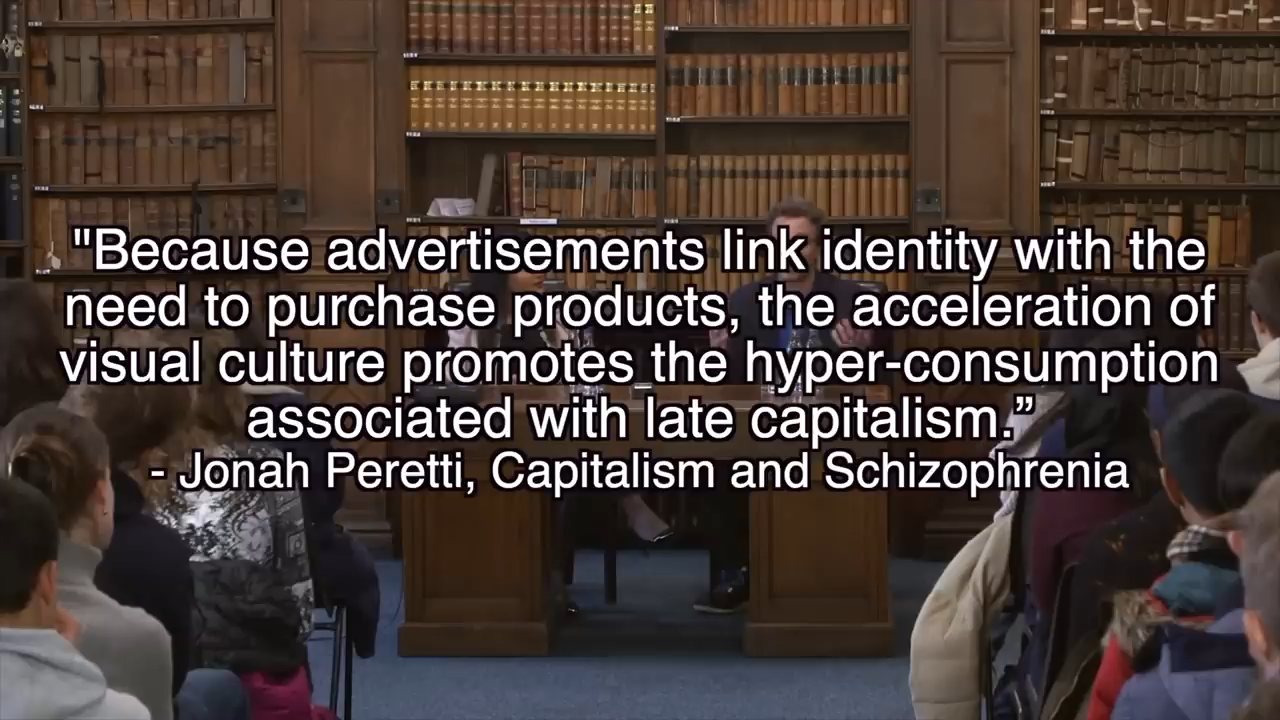 "Because advertisements link identity with the
need to purchase products, the acceleration of
visual culture promotes the hyper-consumption
associated with late capitalism.”
- Jonah Peretti, Capitalism and Schizophrenia